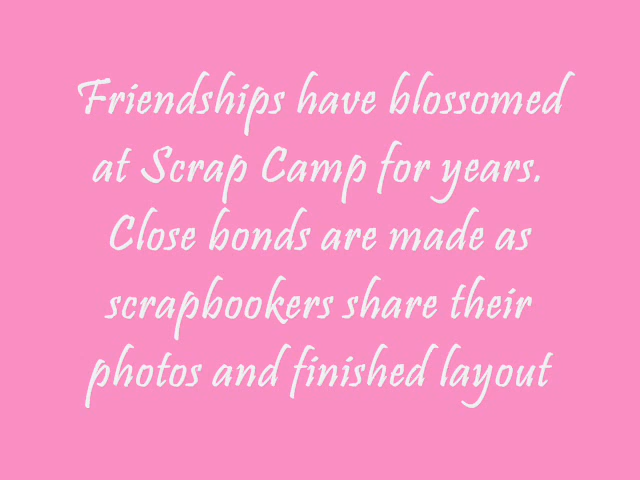 Friendships have blossomed
at Scrap Camp for years.
Close bonds are made as
scrapbookers share their
photos and finished layout